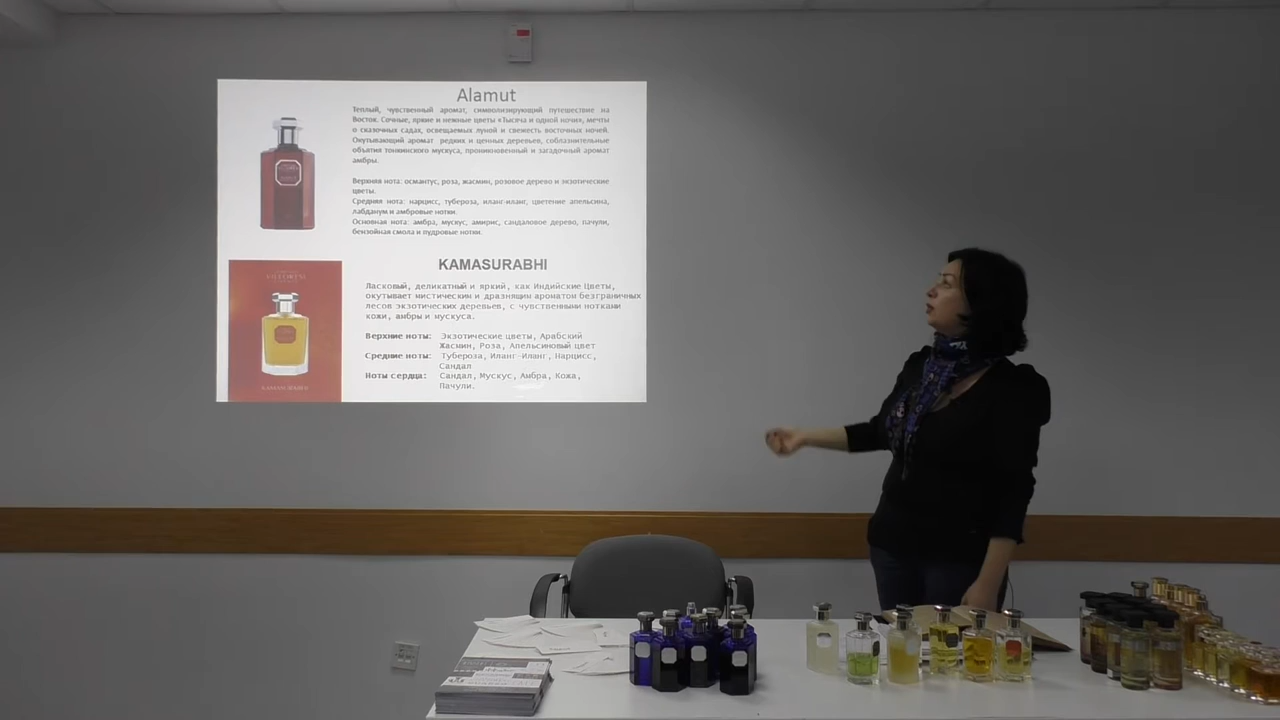 Alamut
Теплый, чувственный аромат, символизирующий путешествие на
Восток. Сочные, яркие и нежные цветы «Тысяча и одной ночи», мечты
о сказочных садах, освещаемых луной и свежесть восточных ночей.
Окутывающий аромат редких и ценных деревьев, соблазнительные
объятия тонкинского мускуса, проникновенный и загадочный аромат
амбры.
Верхняя нота: османтус, роза, жасмин, розовое дерево и экзотические
цветы.
Средняя нота: нарцисс, тубероза, иланг-иланг, цветение апельсина,
лабданум и амбровые нотки.
Основная нота: амбра, мускус, амирис, сандаловое дерево, пачули,
бензойная смола и пудровые нотки.
KAMASURABHI
Ласковый, деликатный и яркий, как Индийские Цветы,
окутывает мистическим и дразнящим ароматом безграничных
лесов экзотических деревьев, с чувственными нотками
кожи, амбры и мускуса.
Верхние ноты: Экзотические цветы, Арабский
Жасмин, Роза, Апельсиновый цвет
Средние ноты: Тубероза, Иланг-Иланг, Нарцисс,
Сандал
Ноты сердца: Сандал, Мускус, Амбра, Кожа,
Пачули.
VILLORESI
KAMASURABHI